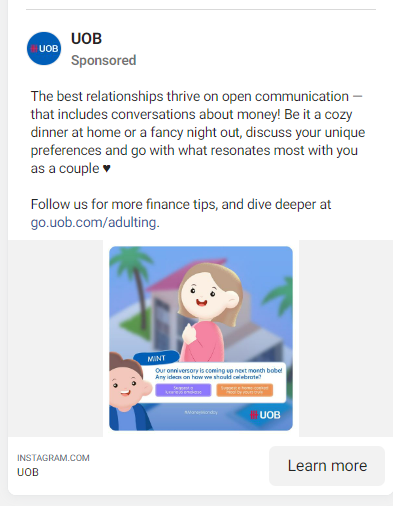 UOB
UOB
Sponsored
The best relationships thrive on open communication —
that includes conversations about money! Be it a cozy
dinner at home or a fancy night out, discuss your unique
preferences and go with what resonates most with you
as a couple ♥
Follow us for more finance tips, and dive deeper at
go.uob.com/adulting.
MINT
Our anniversary is coming up next month babe!
Any ideas on how we should celebrate?
UOB
INSTAGRAM.COM
UOB
Learn more